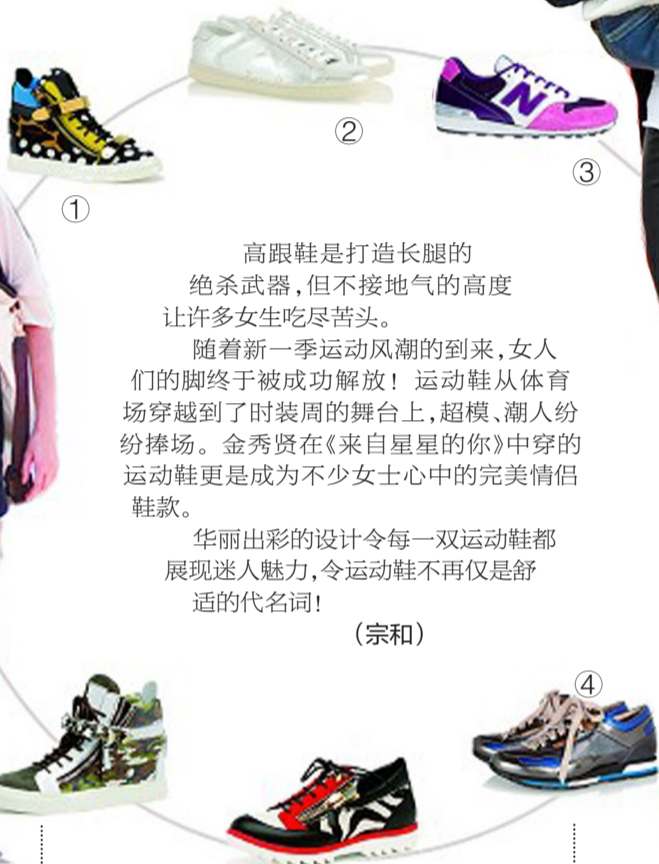 ②
③
①
高跟鞋是打造长腿的
绝杀武器,但不接地气的高度
让许多女生吃尽苦头。
随着新一季运动风潮的到来,女人
们的脚终于被成功解放! 运动鞋从体育
场穿越到了时装周的舞台上,超模、潮人纷
纷捧场。金秀贤在《来自星星的你》中穿的
运动鞋更是成为不少女士心中的完美情侣
鞋款。
华丽出彩的设计令每一双运动鞋都
展现迷人魅力,令运动鞋不再仅是舒
适的代名词!
(宗和)
④
N